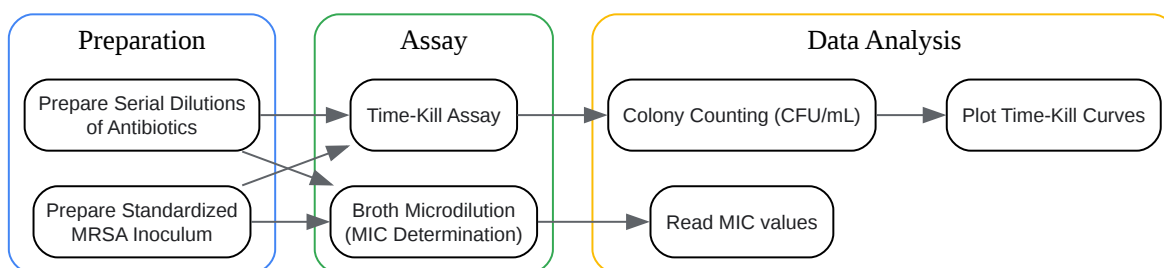 Preparation
Prepare Serial Dilutions
of Antibiotics
Prepare Standardized
MRSA Inoculum
Assay
Time-Kill Assay
Broth Microdilution
(MIC Determination)
Data Analysis
Colony Counting (CFU/mL)
Plot Time-Kill Curves
Read MIC values